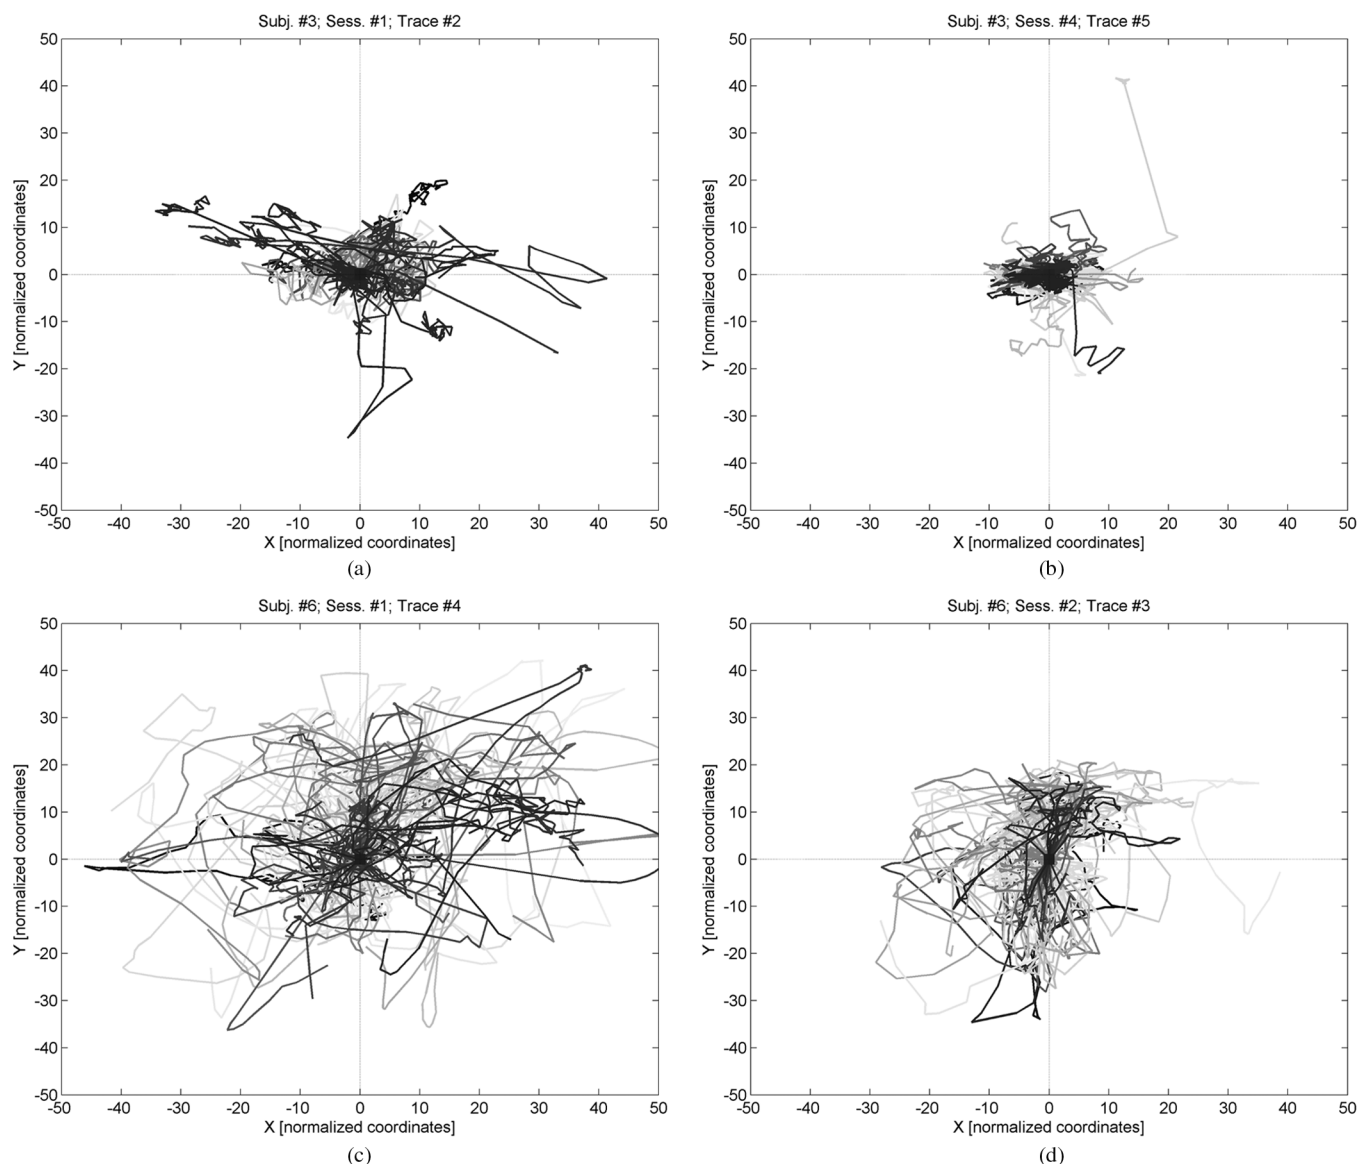 Subj. #3; Sess. #1; Trace #2
50
40
30
20
10
0
-10
-20
-30
-40
-50
Y [normalized coordinates]
-50 -40 -30 -20 -10 0 10 20 30 40 50
X [normalized coordinates]
(a)
Subj. #3; Sess. #4; Trace #5
50
40
30
20
10
0
-10
-20
-30
-40
-50
Y [normalized coordinates]
-50 -40 -30 -20 -10 0 10 20 30 40 50
X [normalized coordinates]
(b)
Subj. #6; Sess. #1; Trace #4
50
40
30
20
10
0
-10
-20
-30
-40
-50
Y [normalized coordinates]
-50 -40 -30 -20 -10 0 10 20 30 40 50
X [normalized coordinates]
(c)
Subj. #6; Sess. #2; Trace #3
50
40
30
20
10
0
-10
-20
-30
-40
-50
Y [normalized coordinates]
-50 -40 -30 -20 -10 0 10 20 30 40 50
X [normalized coordinates]
(d)